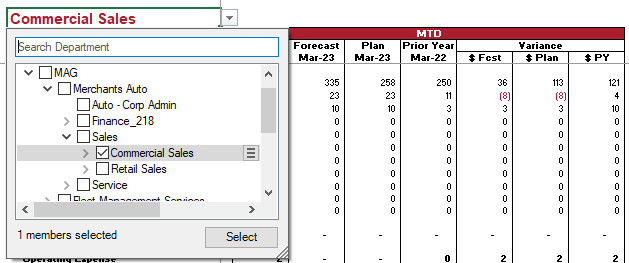 Commercial Sales
MTD
Forecast Plan Prior Year Variance
Mar-23 Mar-23 Mar-22 $ Fcst $ Plan $ PY
Search Department
MAG
Merchants Auto
Auto - Corp Admin
Finance_218
Sales
Commercial Sales
Retail Sales
Service
Fleet Management Services
1 members selected
Select
335 258 250 36 113 121
23 23 11 (8) (8) 4
10 10 3 3 3 10
0 0 0 0 0 0
0 0 0 0 0 0
0 0 0 0 0 0
0 0 0 0 0 0
0 0 0 0 0 0
0 0 0 0 0 0
0 0 0 0 0 0
0 0 0 0 0 0
- - - - - -
Operating Expense 2 - 0 2 2 2